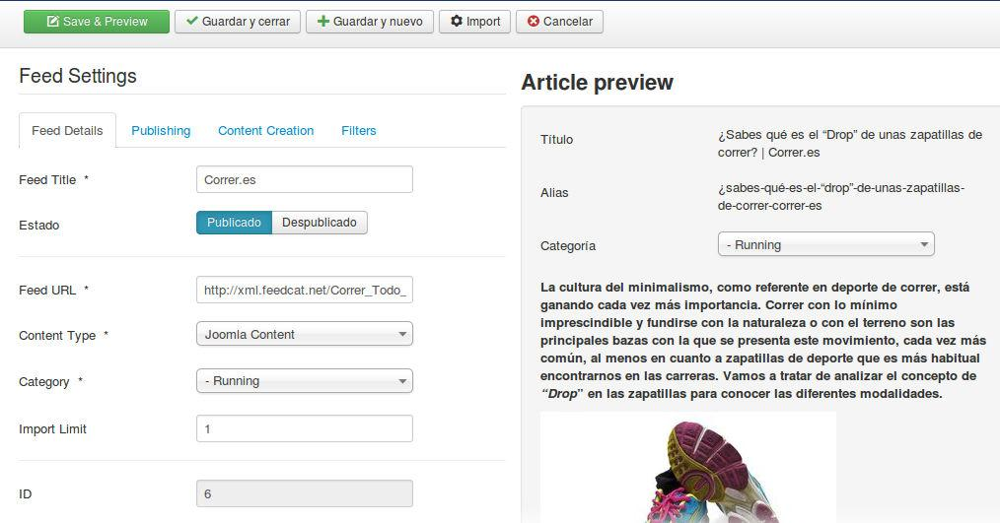 Save & Preview Guardar y cerrar Guardar y nuevo Import Cancelar
Feed Settings
Feed Details Publishing Content Creation Filters
Feed Title * Correr.es
Estado Publicado Despublicado
Feed URL * http://xml.feedcat.net/Correr_Todo_
Content Type * Joomla Content
Category * - Running
Import Limit 1
ID 6
Article preview
Título ¿Sabes qué es el “Drop” de unas zapatillas de
correr? | Correr.es
Alias ¿sabes-qué-es-el-“drop”-de-unas-zapatillas-
de-correr-correr-es
Categoría - Running
La cultura del minimalismo, como referente en deporte de correr, está
ganando cada vez más importancia. Correr con lo mínimo
imprescindible y fundirse con la naturaleza o con el terreno son las
principales bazas con la que se presenta este movimiento, cada vez más
común, al menos en cuanto a zapatillas de deporte que es más habitual
encontrarnos en las carreras. Vamos a tratar de analizar el concepto de
“Drop” en las zapatillas para conocer las diferentes modalidades.